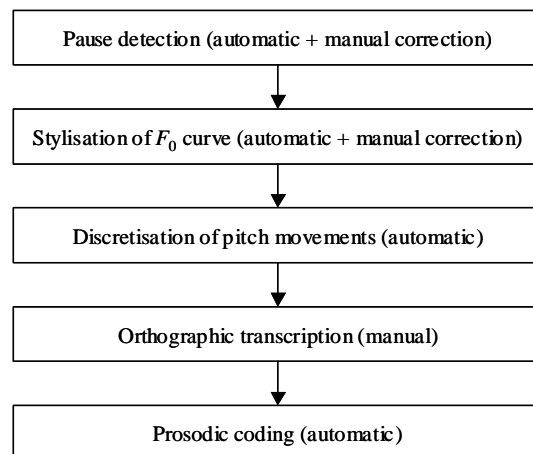 Pause detection (automatic + manual correction)
Stylisation of F₀ curve (automatic + manual correction)
Discretisation of pitch movements (automatic)
Orthographic transcription (manual)
Prosodic coding (automatic)